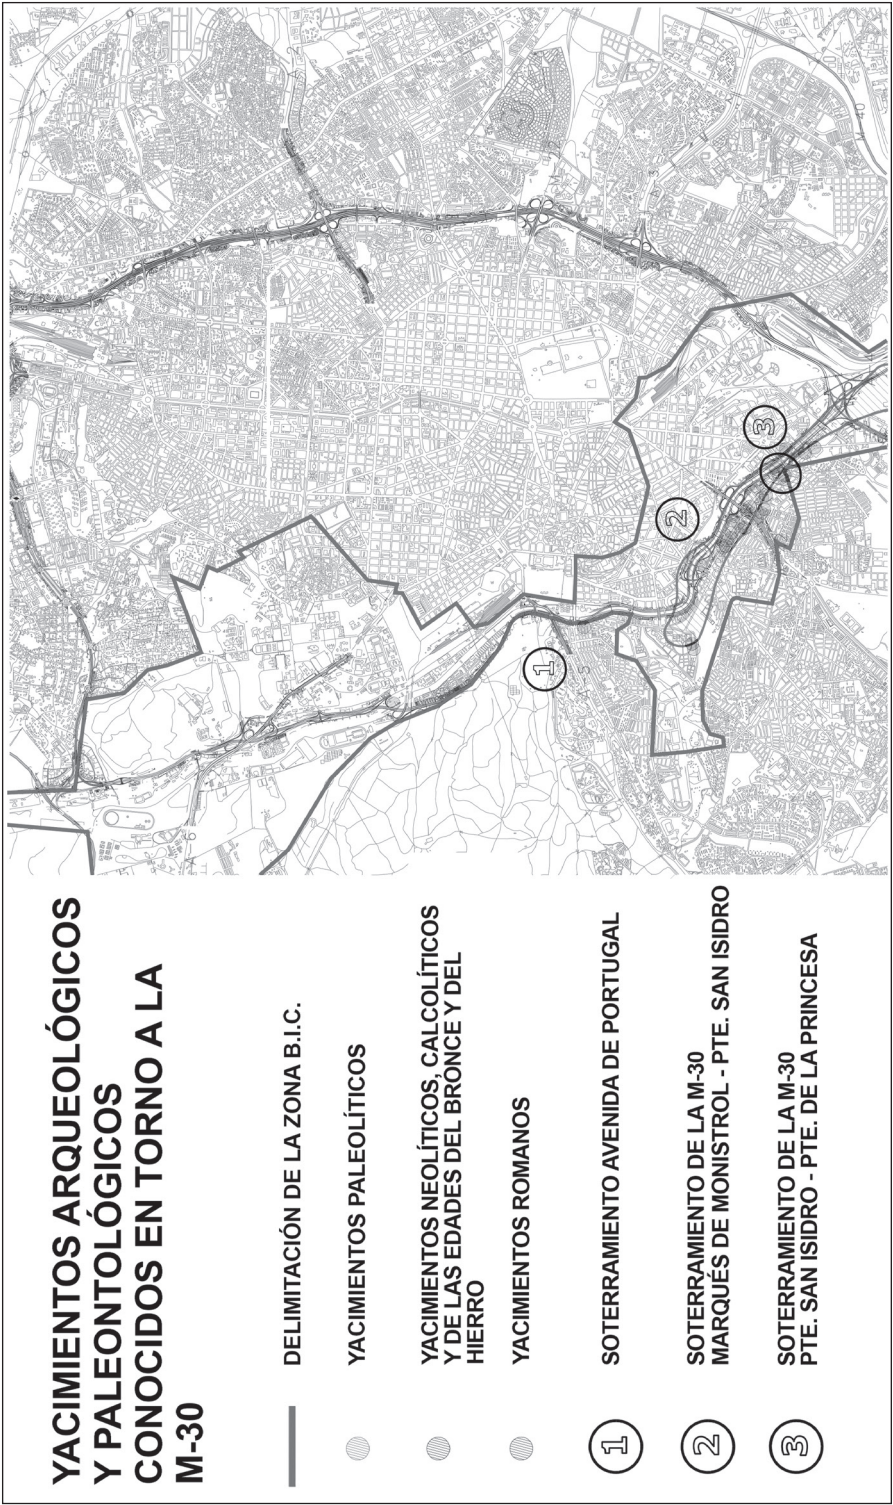 YACIMIENTOS ARQUEOLÓGICOS
Y PALEONTOLÓGICOS
CONOCIDOS EN TORNO A LA
M-30
DELIMITACIÓN DE LA ZONA B.I.C.
YACIMIENTOS PALEOLÍTICOS
YACIMIENTOS NEOLÍTICOS, CALCOLÍTICOS
Y DE LAS EDADES DEL BRONCE Y DEL
HIERRO
YACIMIENTOS ROMANOS
1
SOTERRAMIENTO AVENIDA DE PORTUGAL
2
SOTERRAMIENTO DE LA M-30
MARQUÉS DE MONISTROL - PTE. SAN ISIDRO
3
SOTERRAMIENTO DE LA M-30
PTE. SAN ISIDRO - PTE. DE LA PRINCESA
1
2
3